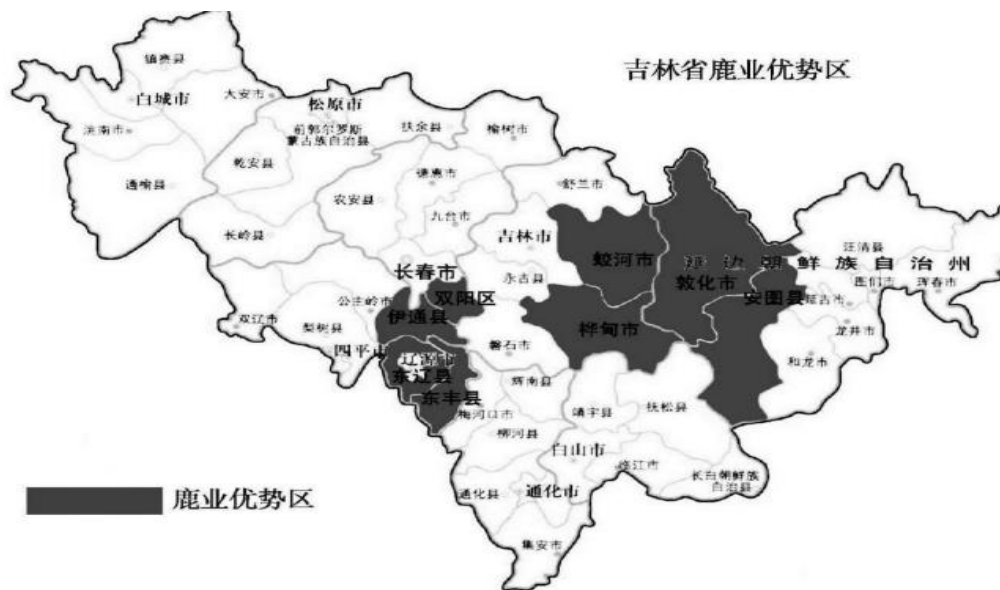 吉林省鹿业优势区
镇赉县
白城市
大安市
洮南市
松原市
前郭尔罗斯
蒙古族自治县
扶余县
榆树市
乾安县
通榆县
德惠市
舒兰市
农安县
九台市
长岭县
吉林市
蛟河市
汪清县
延边朝鲜族自治州
长春市
永吉县
敦化市
图们市
珲春市
双阳区
安图县
延吉市
公主岭市
伊通县
双辽市
桦甸市
龙井市
梨树县
四平市
磐石市
和龙市
辽源市
东辽县
辉南县
东丰县
梅河口市
靖宇县
抚松县
柳河县
白山市
临江市
长白朝鲜族
自治县
通化县
通化市
鹿业优势区
集安市